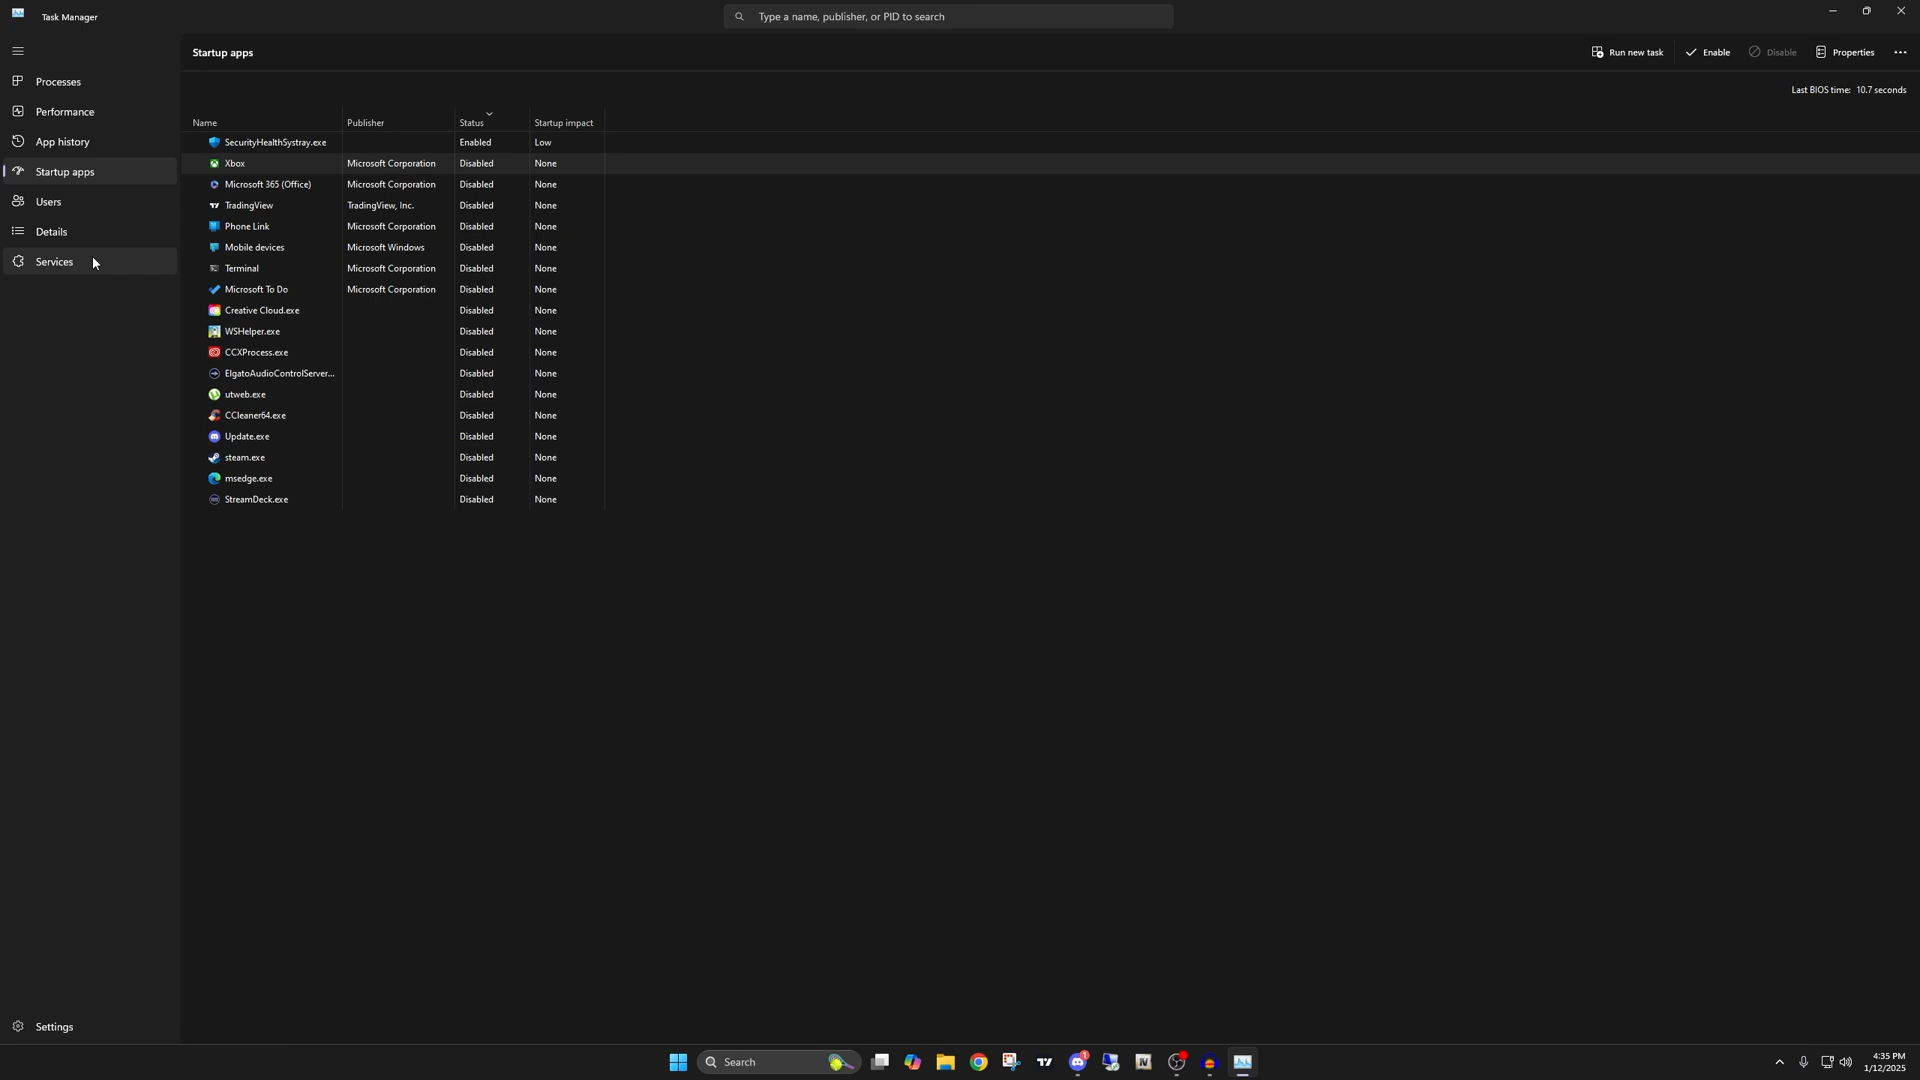 Task Manager
Type a name, publisher, or PID to search
Startup apps
Run new task
Enable
Disable
Properties
Last BIOS time: 10.7 seconds
Processes
Performance
App history
Startup apps
Users
Details
Services
Settings
Name Publisher Status Startup impact
SecurityHealthSystray.exe Enabled Low
Xbox Microsoft Corporation Disabled None
Microsoft 365 (Office) Microsoft Corporation Disabled None
TradingView TradingView, Inc. Disabled None
Phone Link Microsoft Corporation Disabled None
Mobile devices Microsoft Windows Disabled None
Terminal Microsoft Corporation Disabled None
Microsoft To Do Microsoft Corporation Disabled None
Creative Cloud.exe Disabled None
WSHelper.exe Disabled None
CCXProcess.exe Disabled None
ElgatoAudioControlServer... Disabled None
utweb.exe Disabled None
CCleaner64.exe Disabled None
Update.exe Disabled None
steam.exe Disabled None
msedge.exe Disabled None
StreamDeck.exe Disabled None
Search
1
4:35 PM
1/12/2025